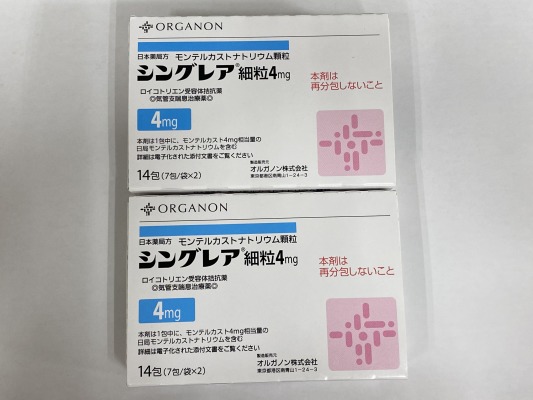 ORGANON
日本薬局方 モンテルカストナトリウム顆粒
シングレア®細粒4mg
ロイコトリエン受容体拮抗薬
◎気管支喘息治療薬◎
本剤は
再分包しないこと
4mg
本剤は1包中に、モンテルカスト4mg相当量の
日局モンテルカストナトリウムを含む
詳細は電子化された添付文書をご覧ください
14包(7包/袋×2)
製造販売元
オルガノン株式会社
東京都港区南青山1-24-3
ORGANON
日本薬局方 モンテルカストナトリウム顆粒
シングレア®細粒4mg
ロイコトリエン受容体拮抗薬
◎気管支喘息治療薬◎
本剤は
再分包しないこと
4mg
本剤は1包中に、モンテルカスト4mg相当量の
日局モンテルカストナトリウムを含む
詳細は電子化された添付文書をご覧ください
14包(7包/袋×2)
製造販売元
オルガノン株式会社
東京都港区南青山1-24-3